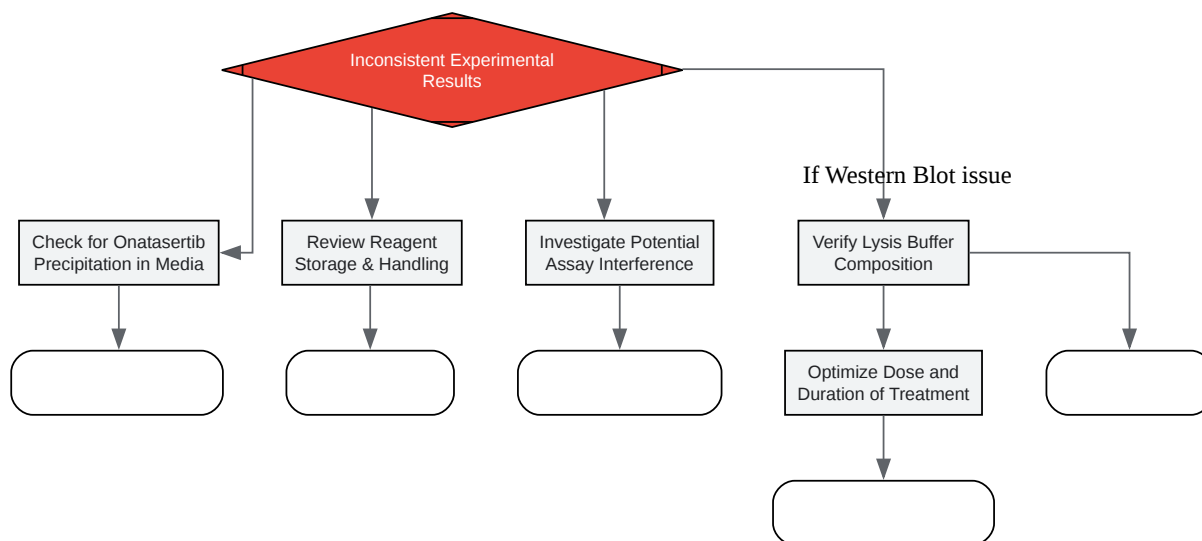 Inconsistent Experimental
Results
If Western Blot issue
Check for Onatasertib
Precipitation in Media
Review Reagent
Storage & Handling
Investigate Potential
Assay Interference
Verify Lysis Buffer
Composition
Optimize Dose and
Duration of Treatment